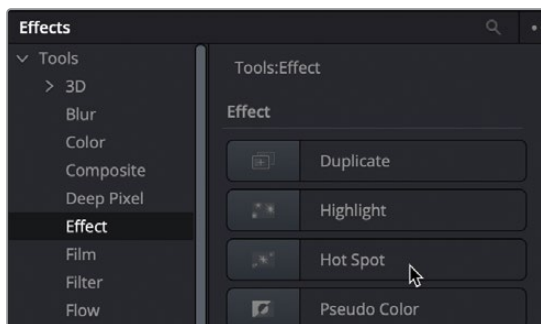 Effects
Tools
3D
Blur
Color
Composite
Deep Pixel
Effect
Film
Filter
Flow
Tools:Effect
Effect
Duplicate
Highlight
Hot Spot
Pseudo Color